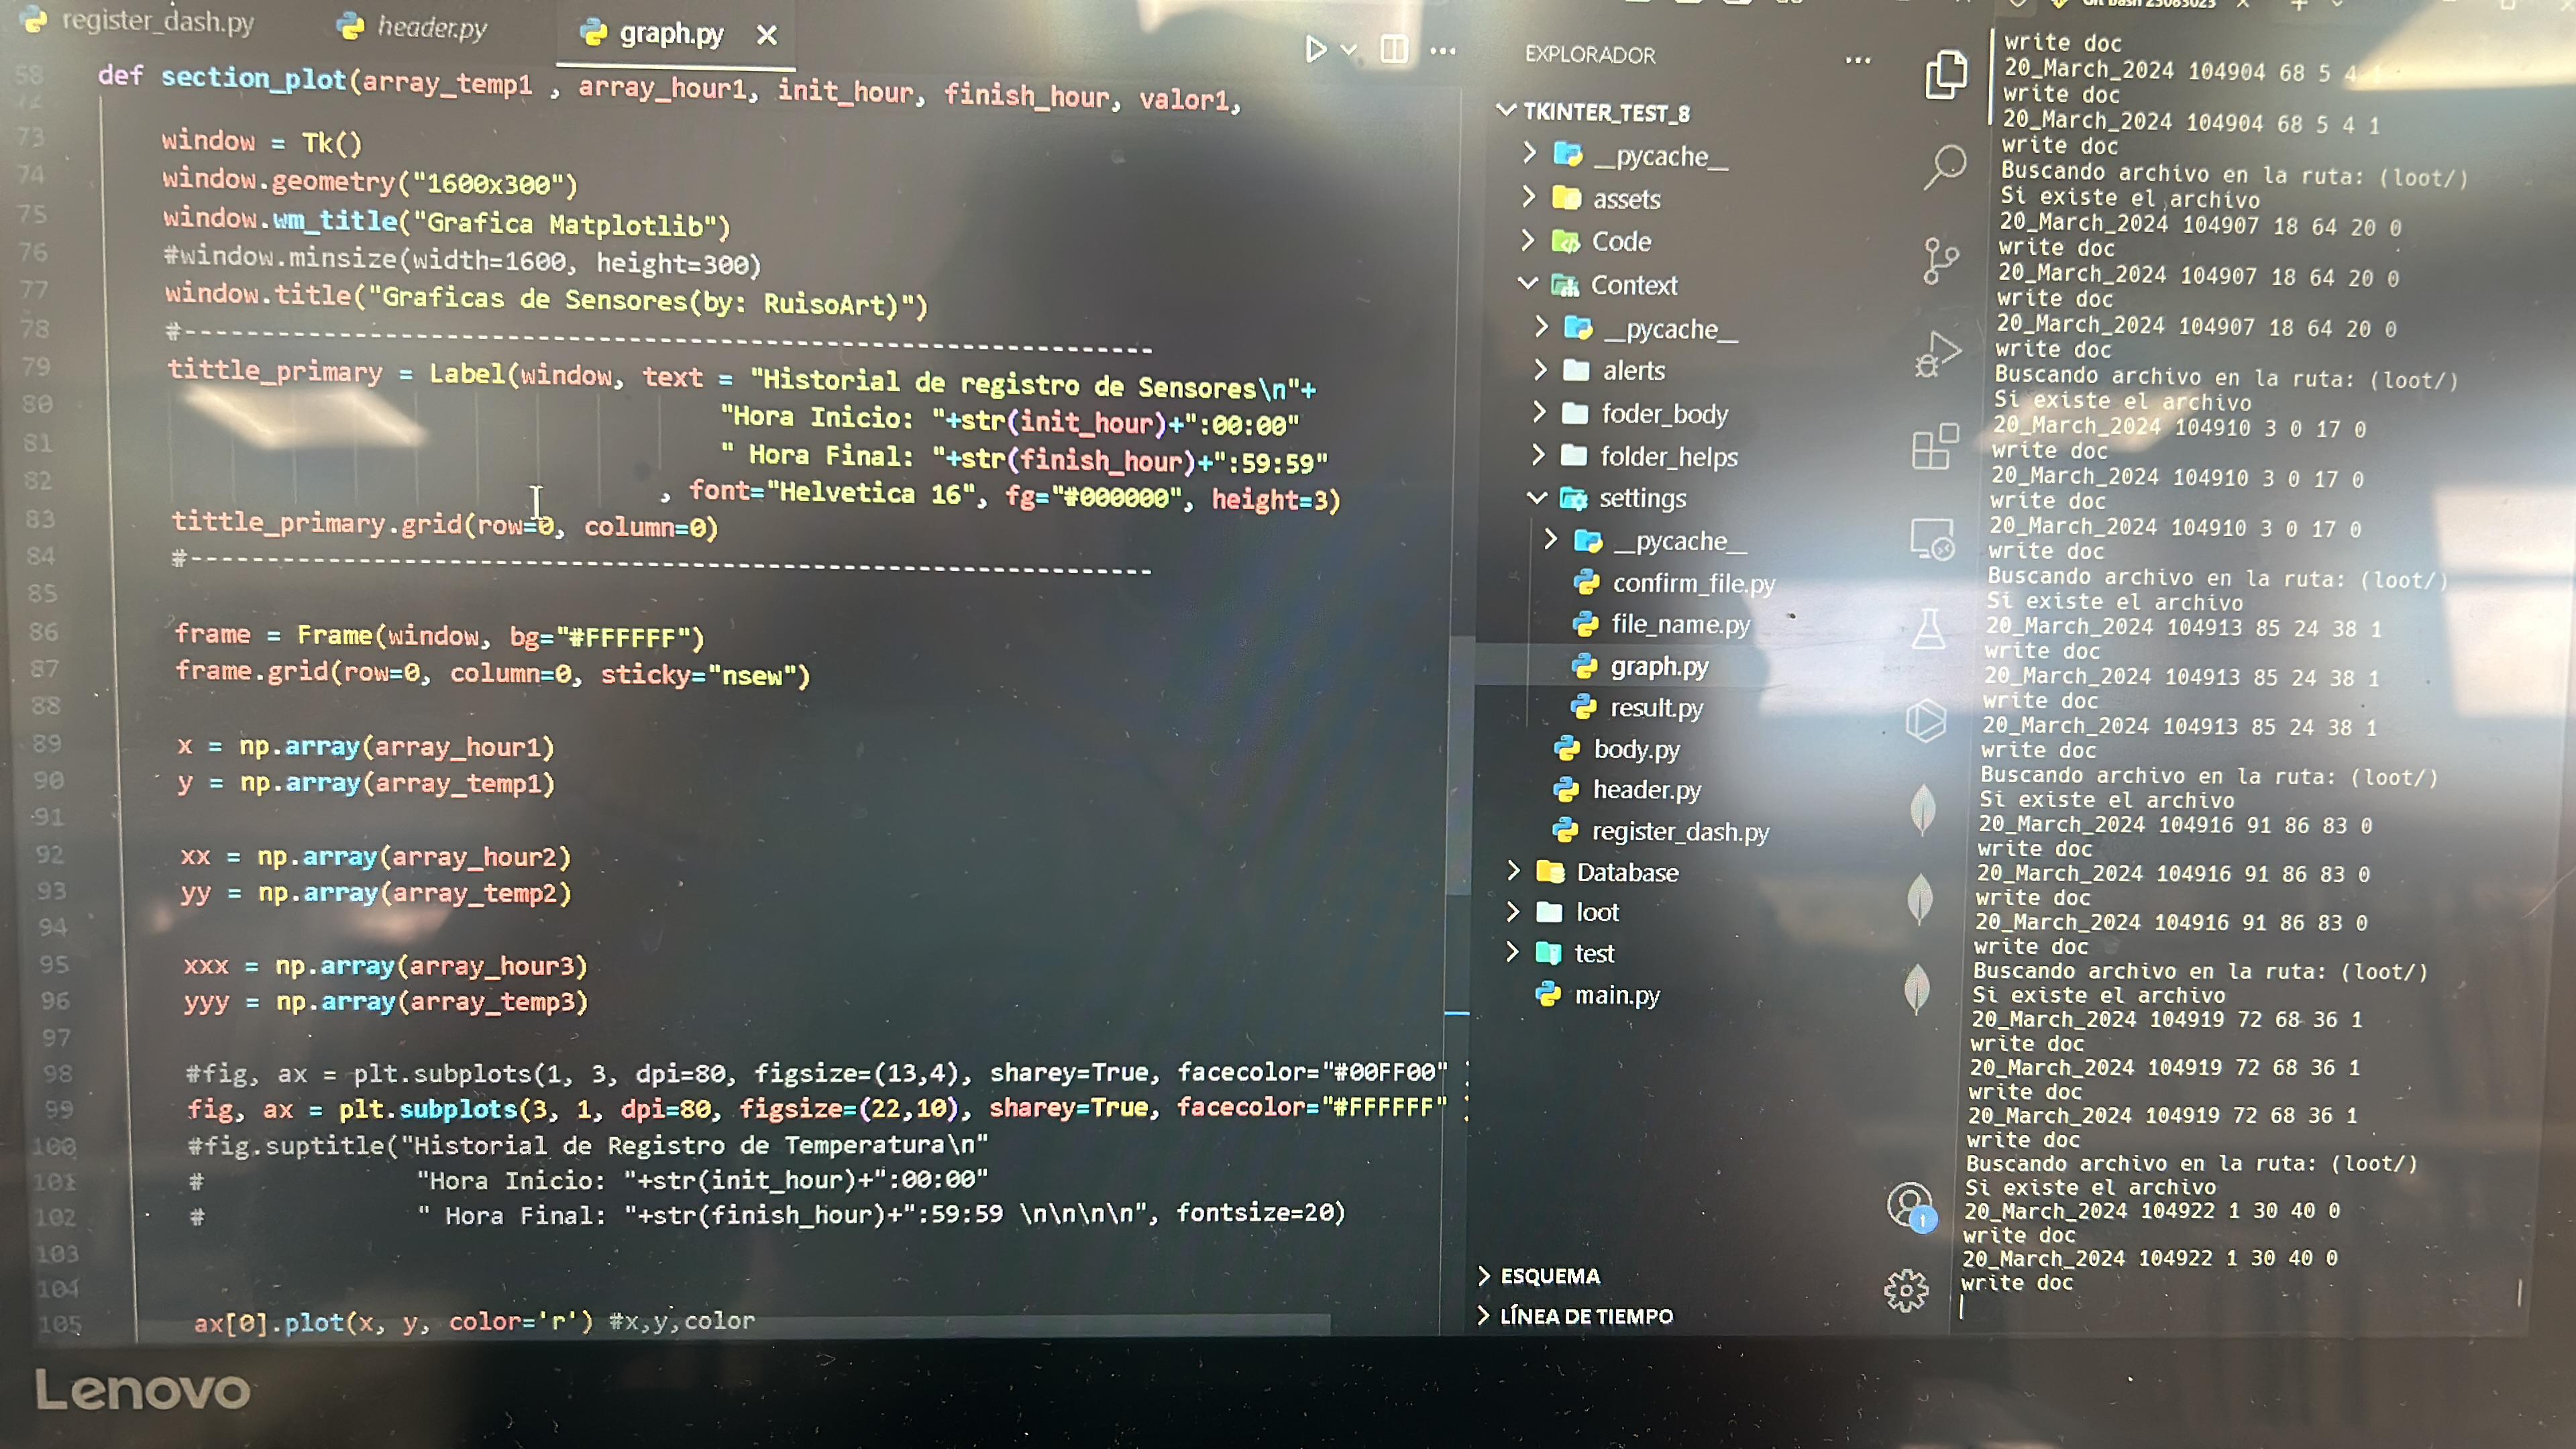 register_dash.py header.py graph.py
58 def section_plot(array_temp1 , array_hour1, init_hour, finish_hour, valor1,
73 window = Tk()
74 window.geometry("1600x300")
75 window.wm_title("Grafica Matplotlib")
76 #window.minsize(width=1600, height=300)
77 window.title("Graficas de Sensores(by: RuisoArt)")
78 #---------------------------------------------------------------
79 tittle_primary = Label(window, text = "Historial de registro de Sensores\n"+
80 "Hora Inicio: "+str(init_hour)+":00:00"
81 " Hora Final: "+str(finish_hour)+":59:59"
82 , font="Helvetica 16", fg="#000000", height=3)
83 tittle_primary.grid(row=0, column=0)
84 #---------------------------------------------------------------
85
86 frame = Frame(window, bg="#FFFFFF")
87 frame.grid(row=0, column=0, sticky="nsew")
88
89 x = np.array(array_hour1)
90 y = np.array(array_temp1)
91
92 xx = np.array(array_hour2)
93 yy = np.array(array_temp2)
94
95 xxx = np.array(array_hour3)
96 yyy = np.array(array_temp3)
97
98 #fig, ax = plt.subplots(1, 3, dpi=80, figsize=(13,4), sharey=True, facecolor="#00FF00"
99 fig, ax = plt.subplots(3, 1, dpi=80, figsize=(22,10), sharey=True, facecolor="#FFFFFF"
100 #fig.suptitle("Historial de Registro de Temperatura\n"
101 # "Hora Inicio: "+str(init_hour)+":00:00"
102 # " Hora Final: "+str(finish_hour)+":59:59 \n\n\n\n", fontsize=20)
103
104
105 ax[0].plot(x, y, color='r') #x,y,color
EXPLORADOR
TKINTER_TEST_8
__pycache__
assets
Code
Context
__pycache__
alerts
foder_body
folder_helps
settings
__pycache__
confirm_file.py
file_name.py
graph.py
result.py
body.py
header.py
register_dash.py
Database
loot
test
main.py
ESQUEMA
LÍNEA DE TIEMPO
1
write doc
20_March_2024 104904 68 5 4
write doc
20_March_2024 104904 68 5 4 1
write doc
Buscando archivo en la ruta: (loot/)
Si existe el archivo
20_March_2024 104907 18 64 20 0
write doc
20_March_2024 104907 18 64 20 0
write doc
20_March_2024 104907 18 64 20 0
write doc
Buscando archivo en la ruta: (loot/)
Si existe el archivo
20_March_2024 104910 3 0 17 0
write doc
20_March_2024 104910 3 0 17 0
write doc
20_March_2024 104910 3 0 17 0
write doc
Buscando archivo en la ruta: (loot/)
Si existe el archivo
20_March_2024 104913 85 24 38 1
write doc
20_March_2024 104913 85 24 38 1
write doc
20_March_2024 104913 85 24 38 1
write doc
Buscando archivo en la ruta: (loot/)
Si existe el archivo
20_March_2024 104916 91 86 83 0
write doc
20_March_2024 104916 91 86 83 0
write doc
20_March_2024 104916 91 86 83 0
write doc
Buscando archivo en la ruta: (loot/)
Si existe el archivo
20_March_2024 104919 72 68 36 1
write doc
20_March_2024 104919 72 68 36 1
write doc
20_March_2024 104919 72 68 36 1
write doc
Buscando archivo en la ruta: (loot/)
Si existe el archivo
20_March_2024 104922 1 30 40 0
write doc
20_March_2024 104922 1 30 40 0
write doc
Lenovo